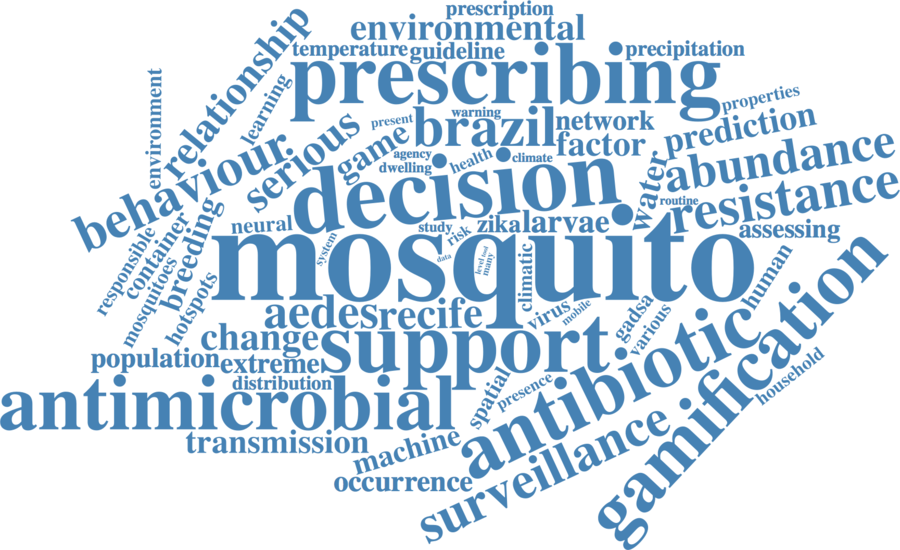 prescription
environmental
relationship
temperature
guideline
precipitation
prescribing
environment
learning
properties
present
warning
brazil
network
prediction
serious
game
factor
behaviour
agency
health
climate
dwelling
water
abundance
decision
routine
resistance
breeding
container
responsible
neural
study
zika
larvae
assessing
mosquito
system
risk
data
level tool
many
mosquitoes
hotspots
climatic
human
aedes
recife
virus
mobile
gadsa
various
change
support
antibiotic
gamification
population
extreme
distribution
spatial
presence
household
antimicrobial
transmission
machine
surveillance
occurrence